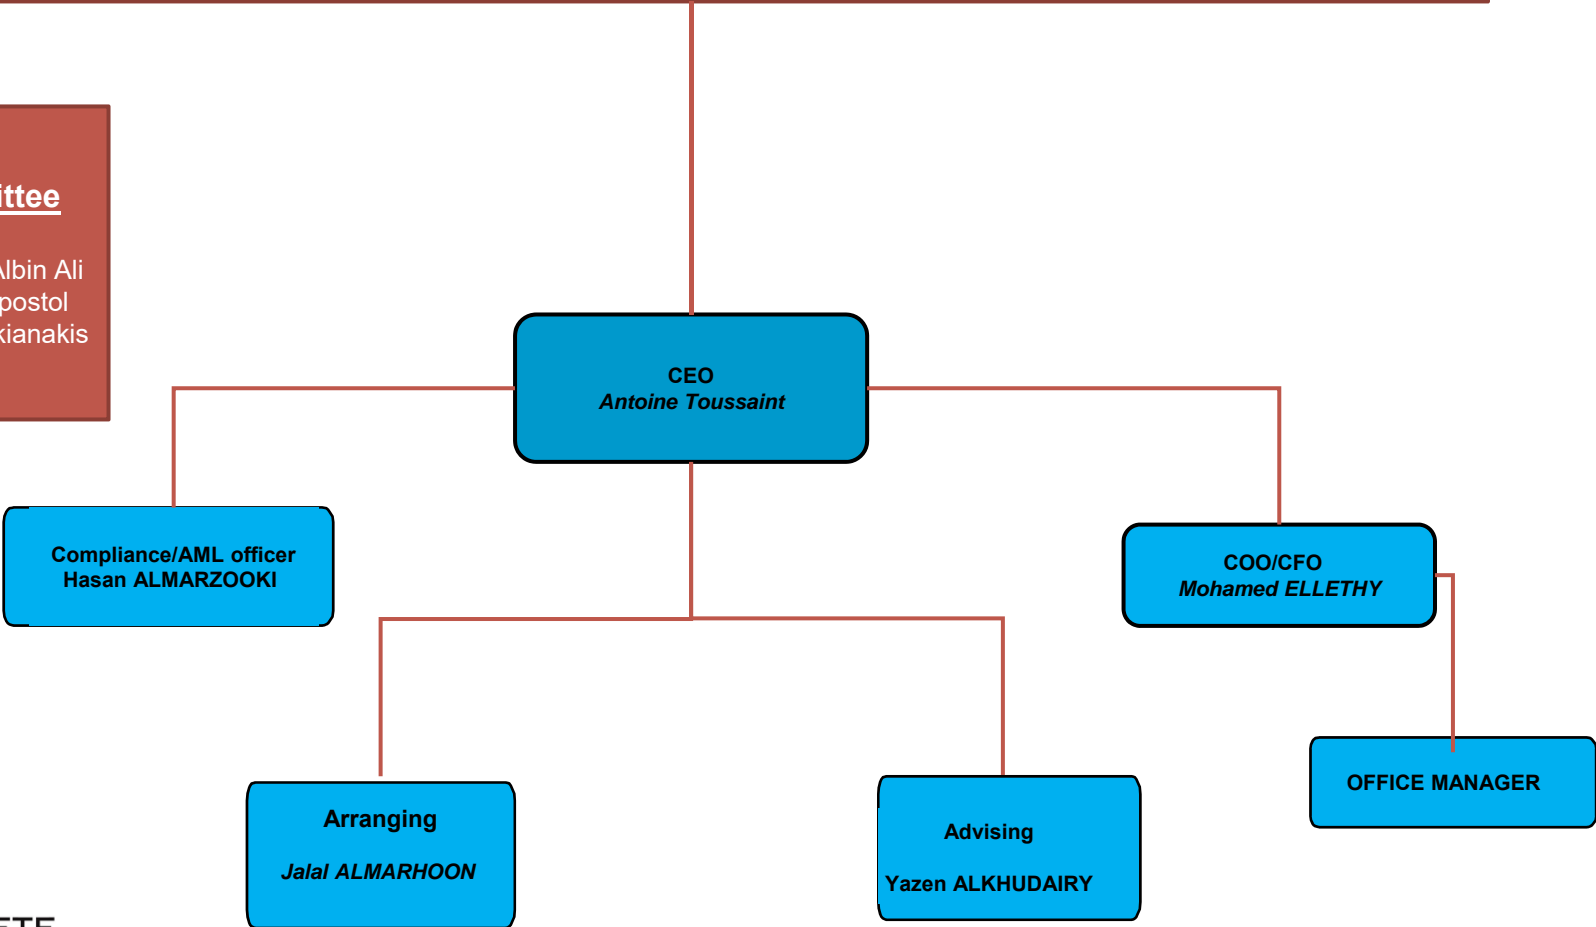 ittee
Albin Ali
postol
kianakis
CEO
Antoine Toussaint
Compliance/AML officer
Hasan ALMARZOOKI
COO/CFO
Mohamed ELLETHY
OFFICE MANAGER
Arranging
Jalal ALMARHOON
Advising
Yazen ALKHUDAIRY